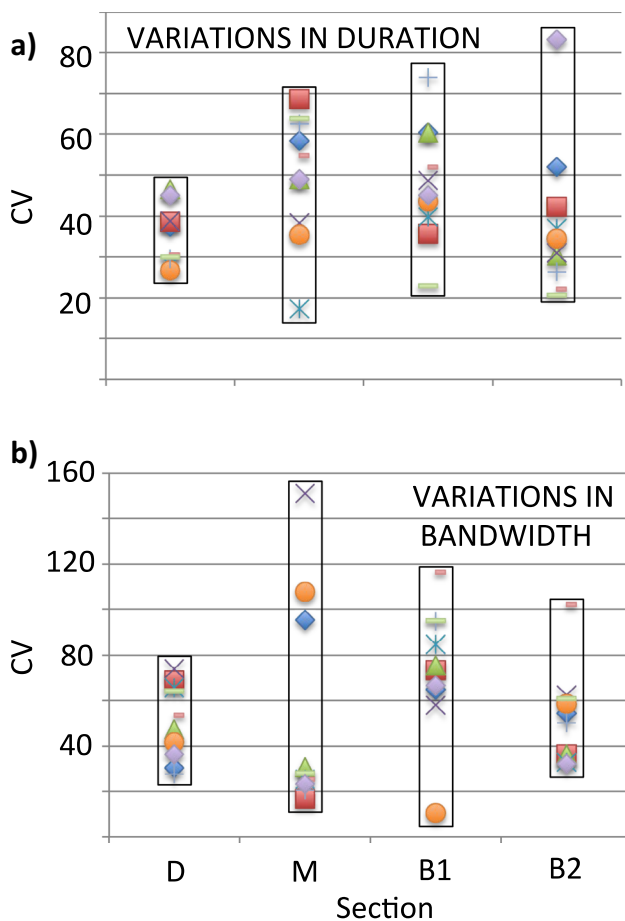 a)
VARIATIONS IN DURATION
80
60
40
20
CV
b)
VARIATIONS IN
BANDWIDTH
160
120
80
40
CV
D M B1 B2
Section